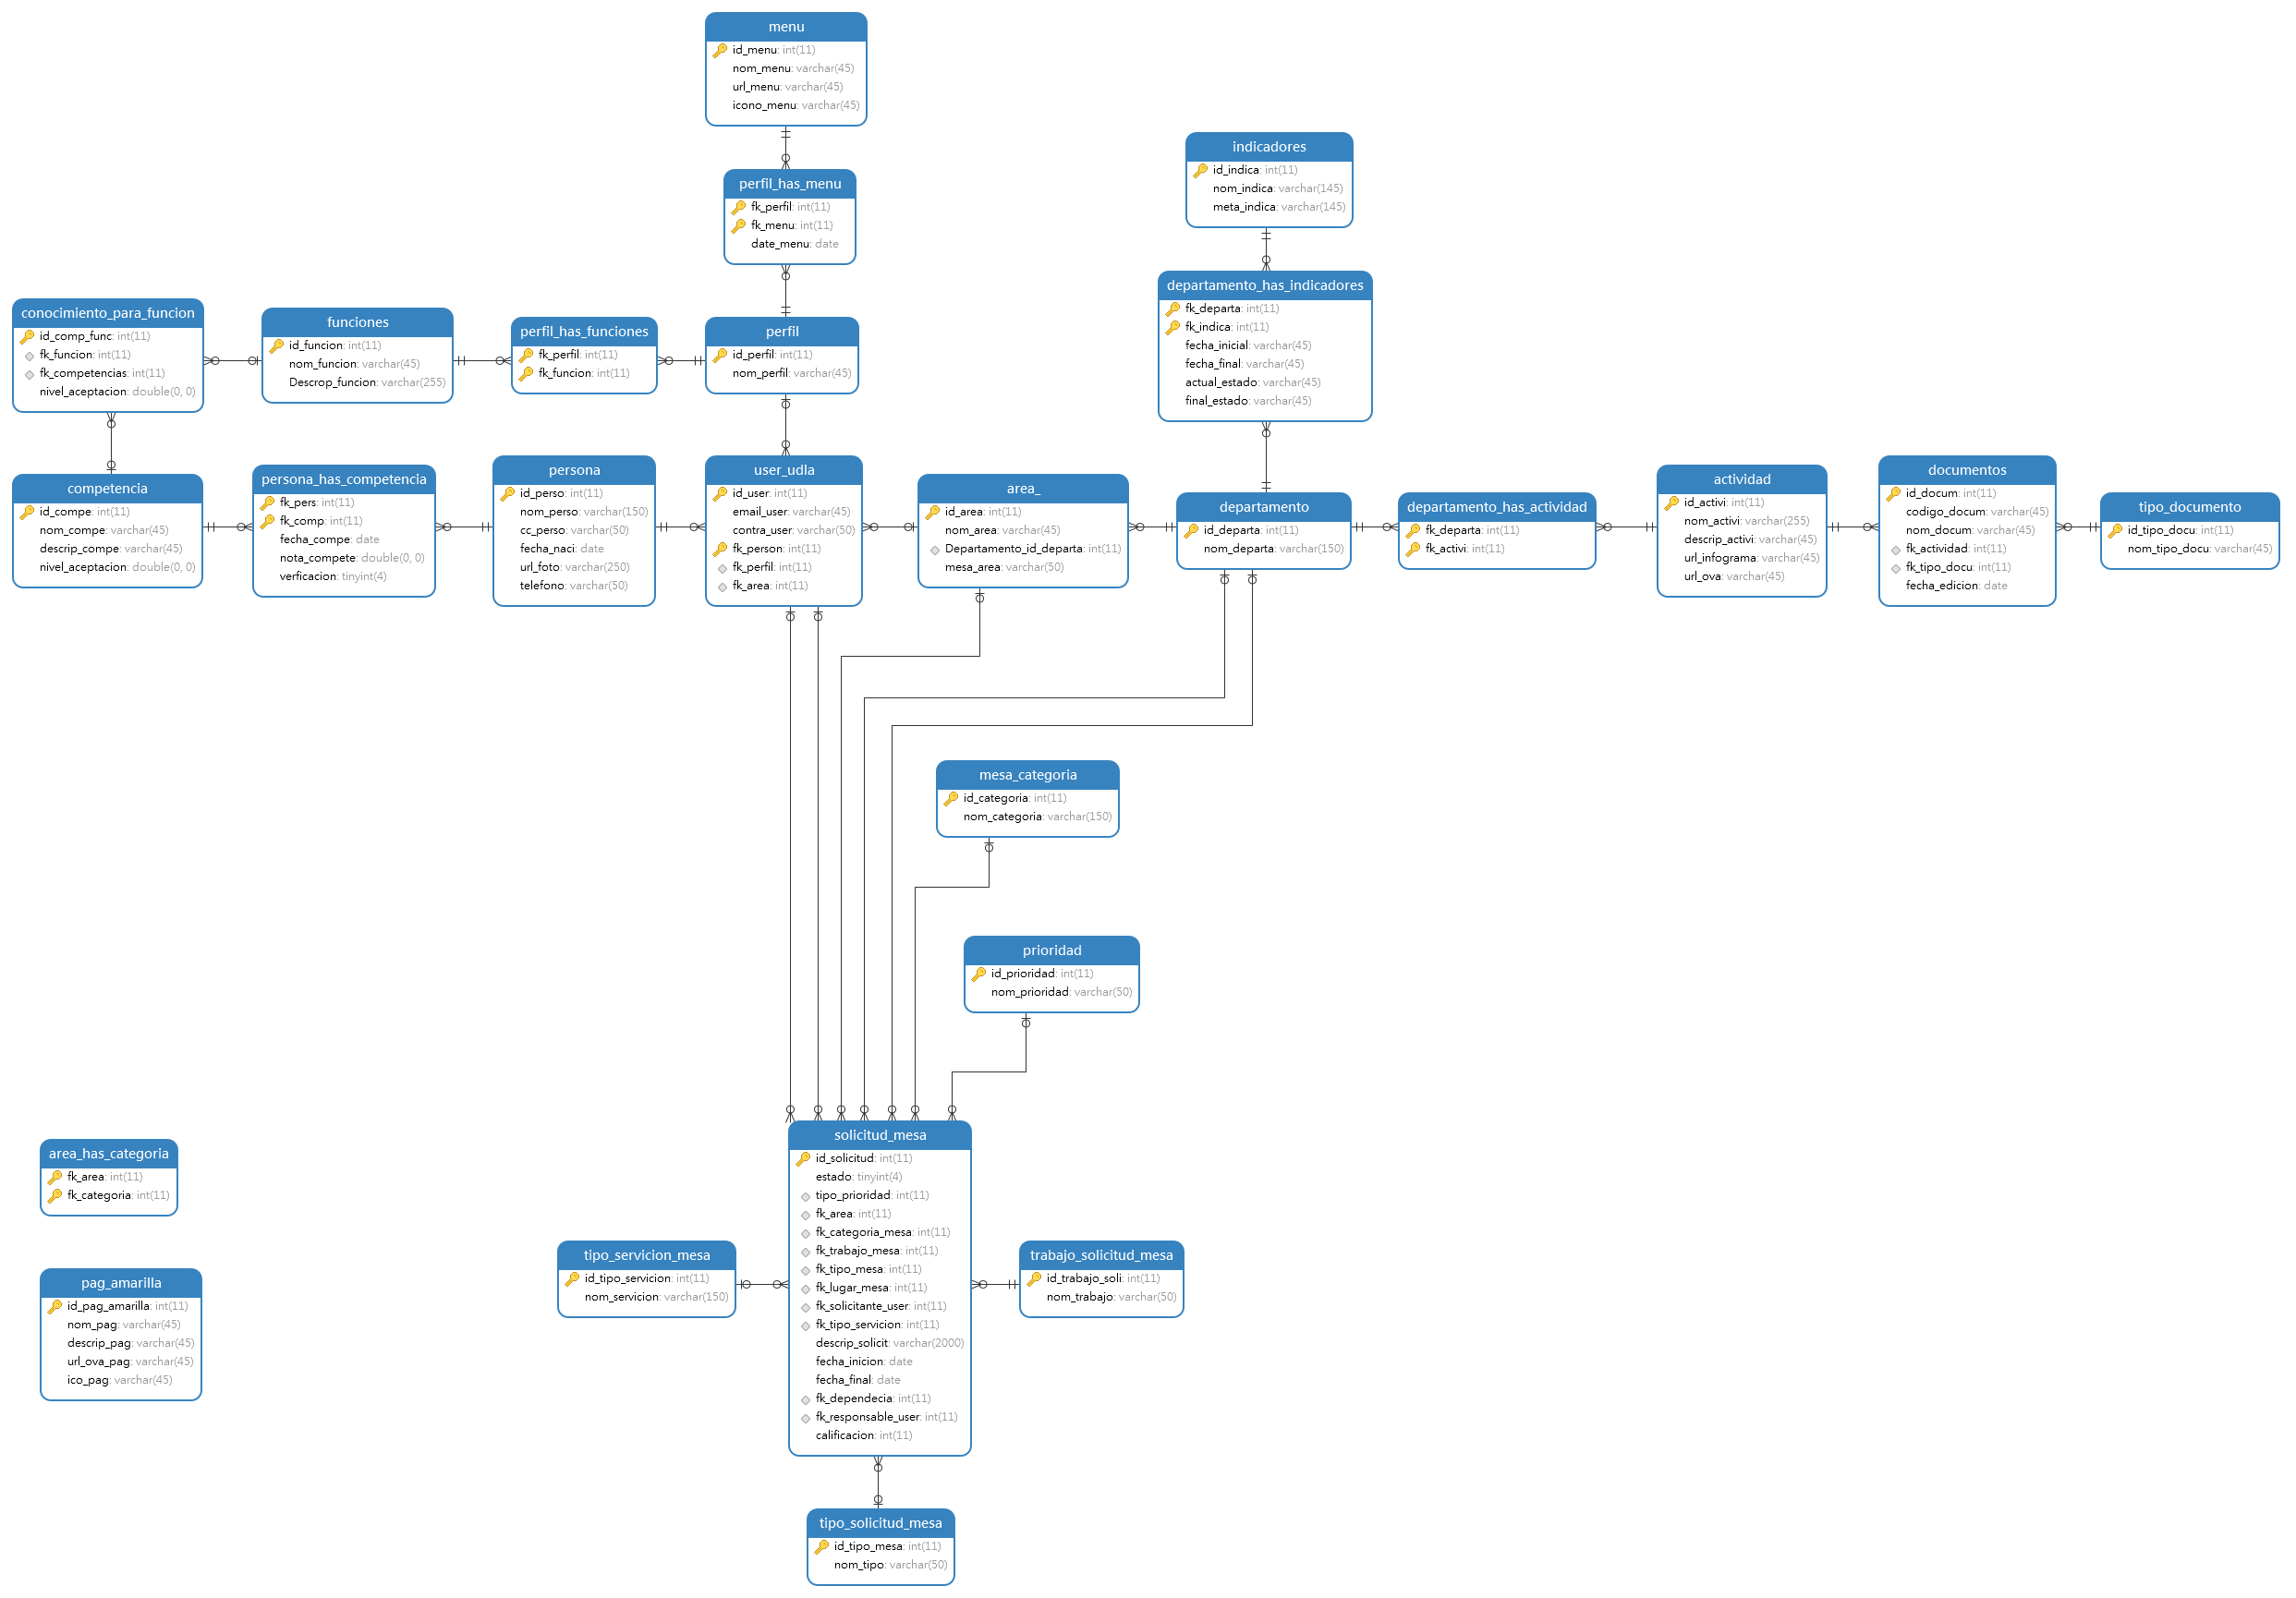 menu
id_menu: int(11)
nom_menu: varchar(45)
url_menu: varchar(45)
icono_menu: varchar(45)
perfil_has_menu
fk_perfil: int(11)
fk_menu: int(11)
date_menu: date
indicadores
id_indica: int(11)
nom_indica: varchar(145)
meta_indica: varchar(145)
departamento_has_indicadores
fk_departa: int(11)
fk_indica: int(11)
fecha_inicial: varchar(45)
fecha_final: varchar(45)
actual_estado: varchar(45)
final_estado: varchar(45)
conocimiento_para_funcion
id_comp_func: int(11)
fk_funcion: int(11)
fk_competencias: int(11)
nivel_aceptacion: double(0, 0)
funciones
id_funcion: int(11)
nom_funcion: varchar(45)
Descrop_funcion: varchar(255)
perfil_has_funciones
fk_perfil: int(11)
fk_funcion: int(11)
perfil
id_perfil: int(11)
nom_perfil: varchar(45)
competencia
id_compe: int(11)
nom_compe: varchar(45)
descrip_compe: varchar(45)
nivel_aceptacion: double(0, 0)
persona_has_competencia
fk_pers: int(11)
fk_comp: int(11)
fecha_compe: date
nota_compete: double(0, 0)
verficacion: tinyint(4)
persona
id_perso: int(11)
nom_perso: varchar(150)
cc_perso: varchar(50)
fecha_naci: date
url_foto: varchar(250)
telefono: varchar(50)
user_udla
id_user: int(11)
email_user: varchar(45)
contra_user: varchar(50)
fk_person: int(11)
fk_perfil: int(11)
fk_area: int(11)
area_
id_area: int(11)
nom_area: varchar(45)
Departamento_id_departa: int(11)
mesa_area: varchar(50)
departamento
id_departa: int(11)
nom_departa: varchar(150)
departamento_has_actividad
fk_departa: int(11)
fk_activi: int(11)
actividad
id_activi: int(11)
nom_activi: varchar(255)
descrip_activi: varchar(45)
url_infograma: varchar(45)
url_ova: varchar(45)
documentos
id_docum: int(11)
codigo_docum: varchar(45)
nom_docum: varchar(45)
fk_actividad: int(11)
fk_tipo_docu: int(11)
fecha_edicion: date
tipo_documento
id_tipo_docu: int(11)
nom_tipo_docu: varchar(45)
mesa_categoria
id_categoria: int(11)
nom_categoria: varchar(150)
prioridad
id_prioridad: int(11)
nom_prioridad: varchar(50)
area_has_categoria
fk_area: int(11)
fk_categoria: int(11)
pag_amarilla
id_pag_amarilla: int(11)
nom_pag: varchar(45)
descrip_pag: varchar(45)
url_ova_pag: varchar(45)
ico_pag: varchar(45)
tipo_servicion_mesa
id_tipo_servicion: int(11)
nom_servicion: varchar(150)
solicitud_mesa
id_solicitud: int(11)
estado: tinyint(4)
tipo_prioridad: int(11)
fk_area: int(11)
fk_categoria_mesa: int(11)
fk_trabajo_mesa: int(11)
fk_tipo_mesa: int(11)
fk_lugar_mesa: int(11)
fk_solicitante_user: int(11)
fk_tipo_servicion: int(11)
descrip_solicit: varchar(2000)
fecha_inicion: date
fecha_final: date
fk_dependecia: int(11)
fk_responsable_user: int(11)
calificacion: int(11)
trabajo_solicitud_mesa
id_trabajo_soli: int(11)
nom_trabajo: varchar(50)
tipo_solicitud_mesa
id_tipo_mesa: int(11)
nom_tipo: varchar(50)